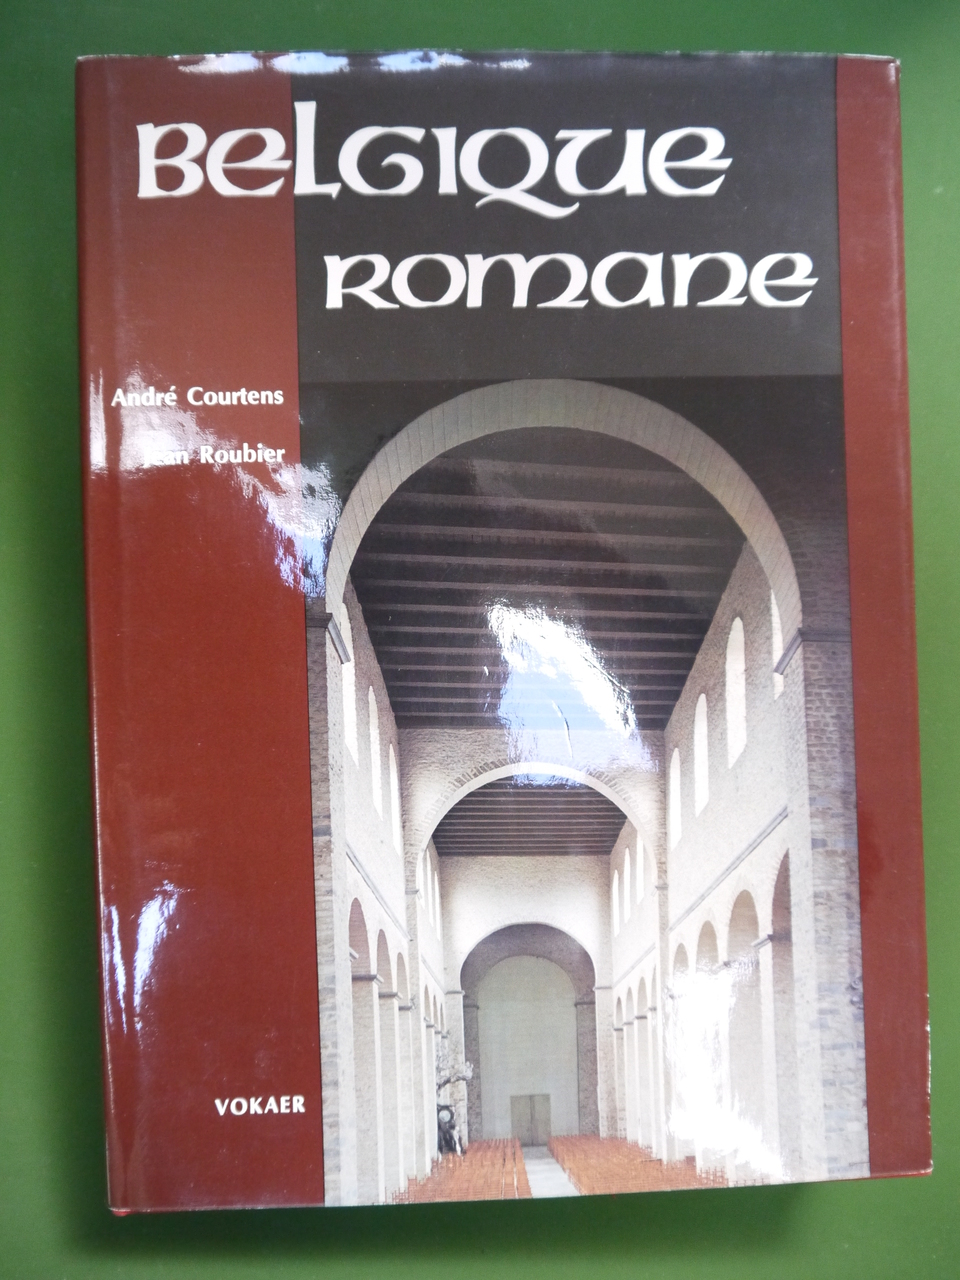 Belgique
romane
André Courtens
Jean Roubier
VOKAER